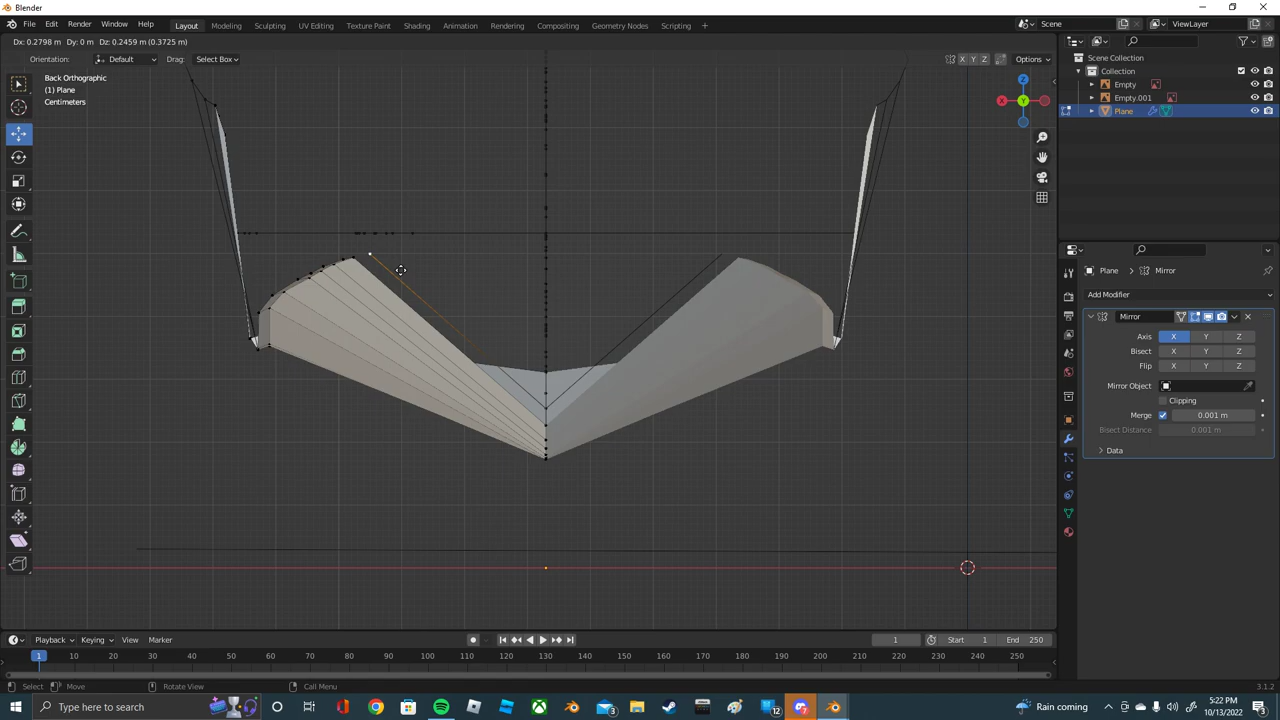 Blender
File Edit Render Window Help Layout Modeling Sculpting UV Editing Texture Paint Shading Animation Rendering Compositing Geometry Nodes Scripting + Scene ViewLayer
Dx: 0.2798 m Dy: 0 m Dz: 0.2459 m (0.3725 m)
Orientation: Default Drag: Select Box X Y Z Options
Back Orthographic
(1) Plane
Centimeters
Z
X
Y
Scene Collection
Collection
Empty
Empty.001
Plane
Plane Mirror
Add Modifier
Mirror
Axis X Y Z
Bisect X Y Z
Flip X Y Z
Mirror Object
Clipping
Merge 0.001 m
Bisect Distance 0.001 m
Data
Playback Keying View Marker 1 Start 1 End 250
1 10 20 30 40 50 60 70 80 90 100 110 120 130 140 150 160 170 180 190 200 210 220 230 240 250
Select Move Rotate View Call Menu 3.1.2
Type here to search 3 12 7 Rain coming 5:22 PM
10/13/2022